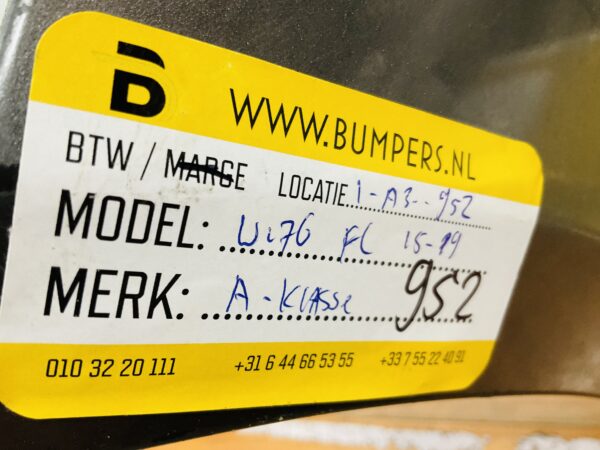 WWW.BUMPERS.NL
BTW / MARGE LOCATIE 1-A3--952
MODEL: W176 FL 15-19
MERK: A-Klasse 952
010 32 20 111 +31 6 44 66 53 55 +33 7 55 22 40 91